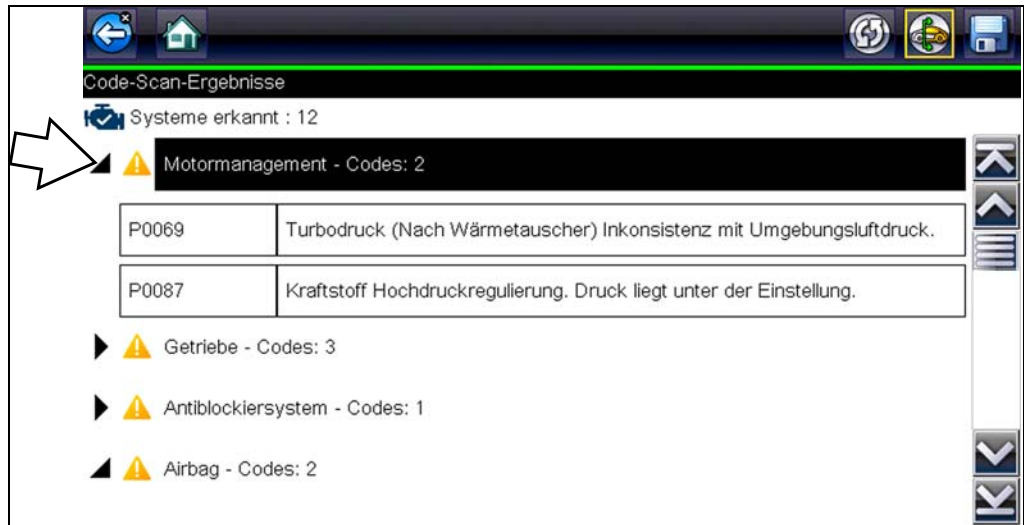 Code-Scan-Ergebnisse
Systeme erkannt : 12
Motormanagement - Codes: 2
P0069 Turbodruck (Nach Wärmetauscher) Inkonsistenz mit Umgebungsluftdruck.
P0087 Kraftstoff Hochdruckregulierung. Druck liegt unter der Einstellung.
Getriebe - Codes: 3
Antiblockiersystem - Codes: 1
Airbag - Codes: 2